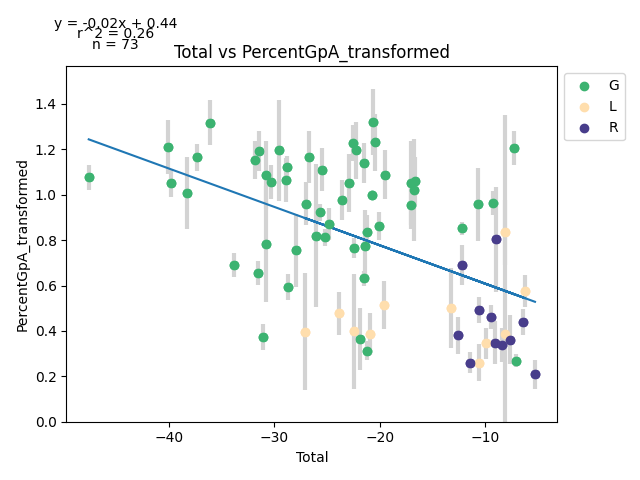 y = -0.02x + 0.44
r^2 = 0.26
n = 73
Total vs PercentGpA_transformed
G
L
R
PercentGpA_transformed
1.4
1.2
1.0
0.8
0.6
0.4
0.2
0.0
−40
−30
−20
−10
Total